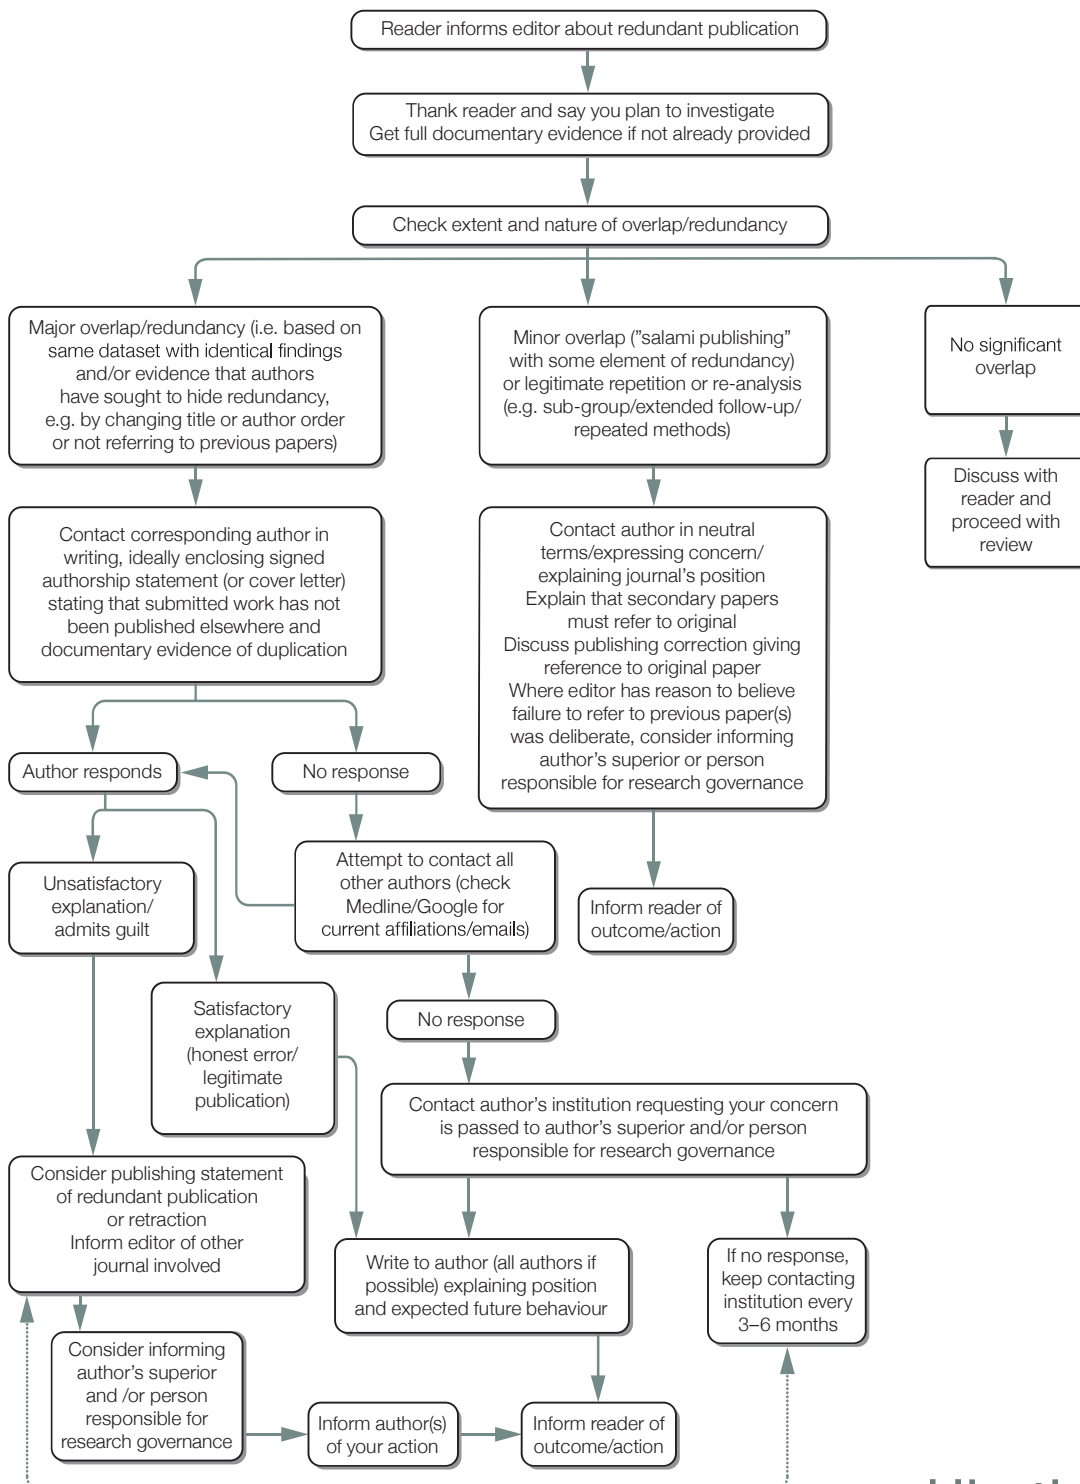 Reader informs editor about redundant publication
Thank reader and say you plan to investigate
Get full documentary evidence if not already provided
Check extent and nature of overlap/redundancy
Major overlap/redundancy (i.e. based on
same dataset with identical findings
and/or evidence that authors
have sought to hide redundancy,
e.g. by changing title or author order
or not referring to previous papers)
Minor overlap ("salami publishing"
with some element of redundancy)
or legitimate repetition or re-analysis
(e.g. sub-group/extended follow-up/
repeated methods)
No significant
overlap
Discuss with
reader and
proceed with
review
Contact corresponding author in
writing, ideally enclosing signed
authorship statement (or cover letter)
stating that submitted work has not
been published elsewhere and
documentary evidence of duplication
Contact author in neutral
terms/expressing concern/
explaining journal's position
Explain that secondary papers
must refer to original
Discuss publishing correction giving
reference to original paper
Where editor has reason to believe
failure to refer to previous paper(s)
was deliberate, consider informing
author's superior or person
responsible for research governance
Author responds
No response
Attempt to contact all
other authors (check
Medline/Google for
current affiliations/emails)
Unsatisfactory
explanation/
admits guilt
Inform reader of
outcome/action
Satisfactory
explanation
(honest error/
legitimate
publication)
No response
Contact author's institution requesting your concern
is passed to author's superior and/or person
responsible for research governance
Consider publishing statement
of redundant publication
or retraction
Inform editor of other
journal involved
Write to author (all authors if
possible) explaining position
and expected future behaviour
If no response,
keep contacting
institution every
3–6 months
Consider informing
author's superior
and /or person
responsible for
research governance
Inform author(s)
of your action
Inform reader of
outcome/action